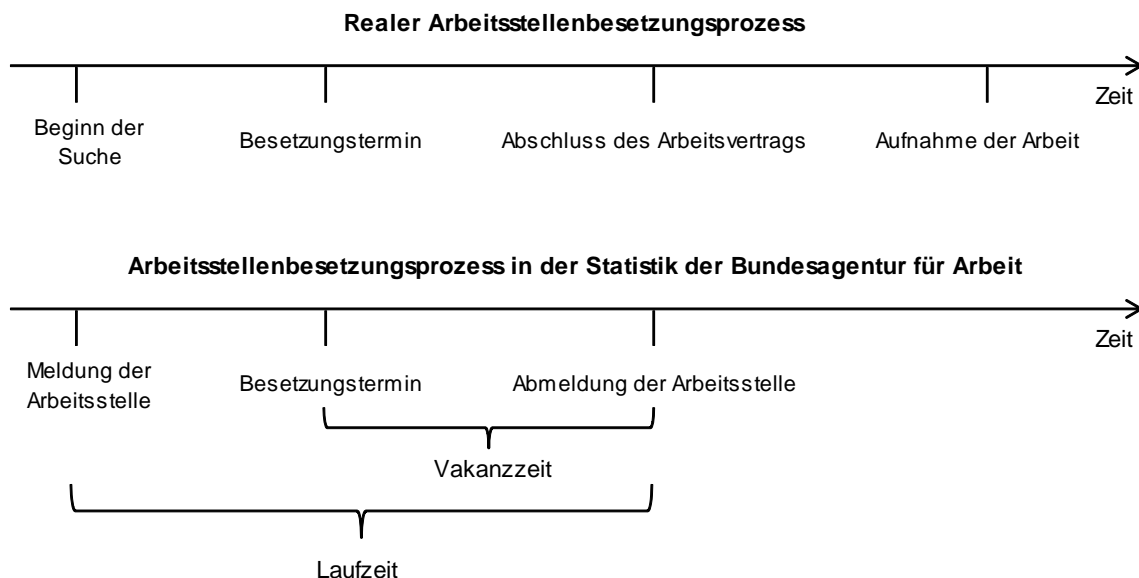 Realer Arbeitsstellenbesetzungsprozess
Zeit
Beginn der
Suche
Besetzungstermin
Abschluss des Arbeitsvertrags
Aufnahme der Arbeit
Arbeitsstellenbesetzungsprozess in der Statistik der Bundesagentur für Arbeit
Zeit
Meldung der
Arbeitsstelle
Besetzungstermin
Abmeldung der Arbeitsstelle
Vakanzzeit
Laufzeit